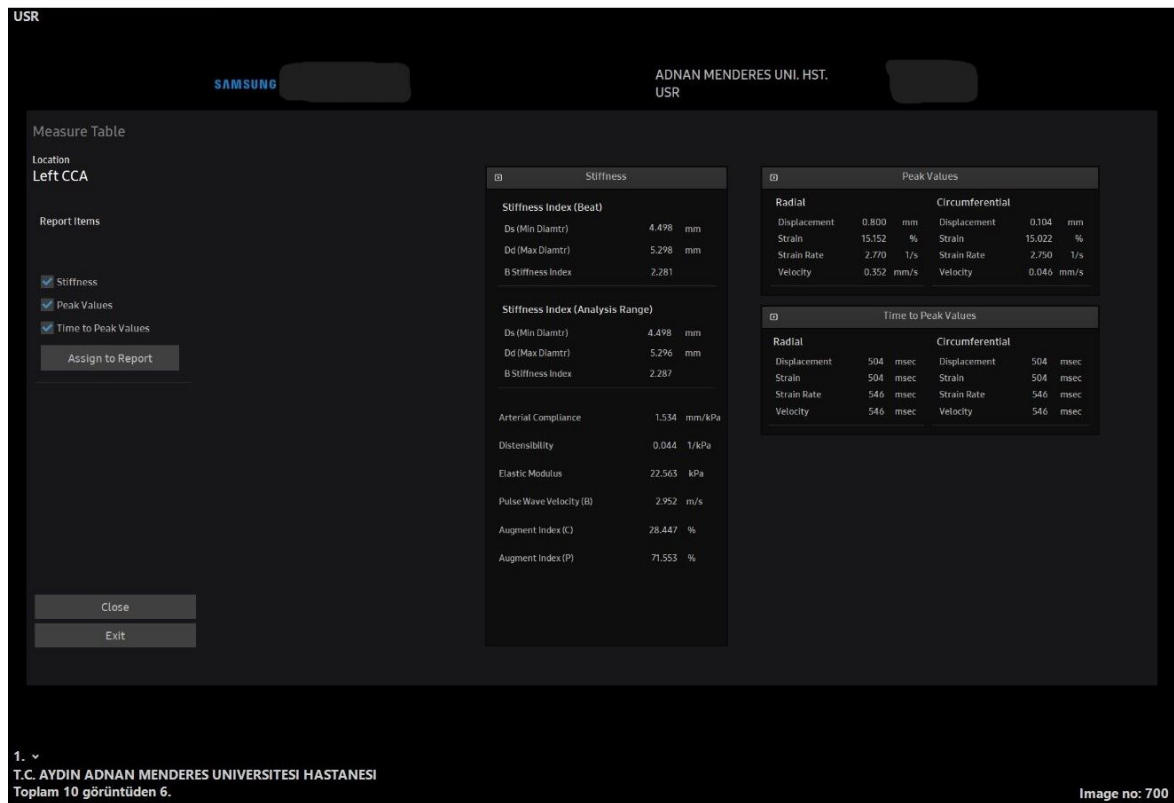 USR
SAMSUNG
ADNAN MENDERES UNI. HST.
USR
Measure Table
Location
Left CCA
Report Items
Stiffness
Peak Values
Time to Peak Values
Assign to Report
Close
Exit
Stiffness
Stiffness Index (Beat)
Ds (Min Diamtr) 4.498 mm
Dd (Max Diamtr) 5.298 mm
B Stiffness Index 2.281
Stiffness Index (Analysis Range)
Ds (Min Diamtr) 4.498 mm
Dd (Max Diamtr) 5.296 mm
B Stiffness Index 2.287
Arterial Compliance 1.534 mm/kPa
Distensibility 0.044 1/kPa
Elastic Modulus 22.563 kPa
Pulse Wave Velocity (B) 2.952 m/s
Augment Index (C) 28.447 %
Augment Index (P) 71.553 %
Peak Values
Radial Circumferential
Displacement 0.800 mm Displacement 0.104 mm
Strain 15.152 % Strain 15.022 %
Strain Rate 2.770 1/s Strain Rate 2.750 1/s
Velocity 0.352 mm/s Velocity 0.046 mm/s
Time to Peak Values
Radial Circumferential
Displacement 504 msec Displacement 504 msec
Strain 504 msec Strain 504 msec
Strain Rate 546 msec Strain Rate 546 msec
Velocity 546 msec Velocity 546 msec
1.
T.C. AYDIN ADNAN MENDERES UNIVERSITESI HASTANESI
Toplam 10 görüntüden 6.
Image no: 700